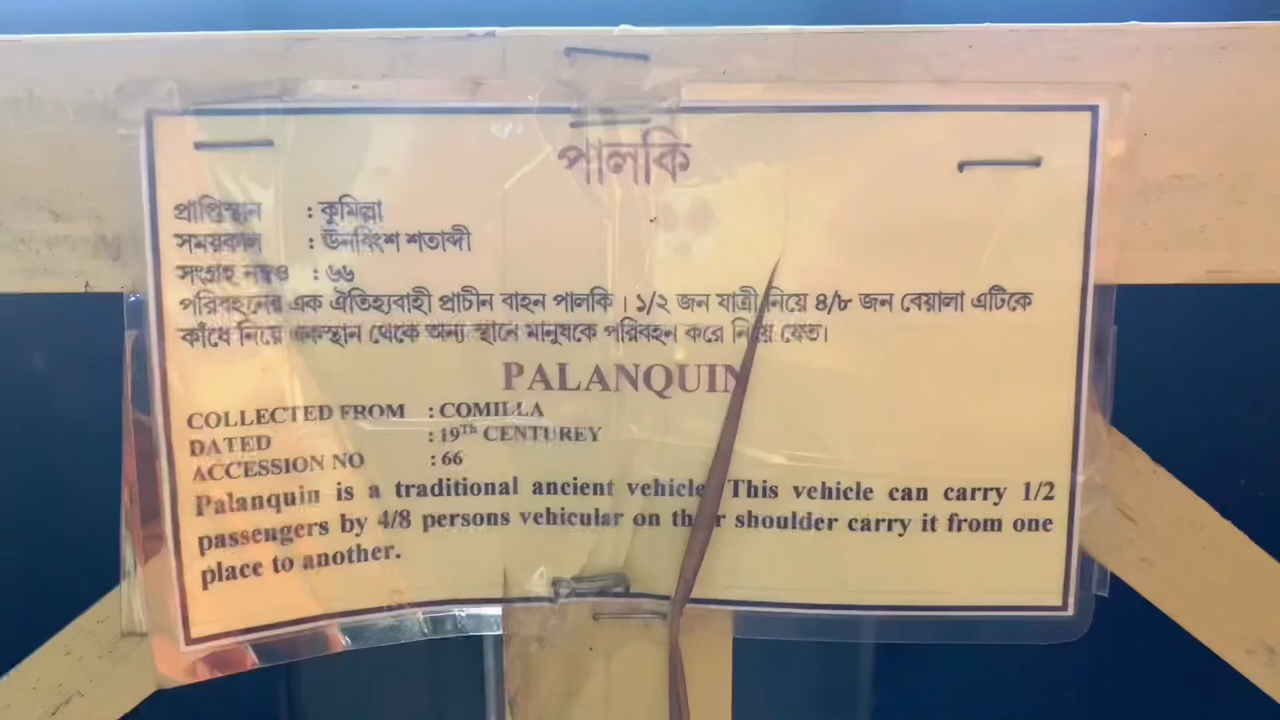 পালকি
প্রাপ্তিস্থান : কুমিল্লা
সময়কাল : ঊনবিংশ শতাব্দী
সংগ্রহ নম্বও : ৬৬
পরিবহনের এক ঐতিহ্যবাহী প্রাচীন বাহন পালকি । ১/২ জন যাত্রী নিয়ে ৪/৮ জন বেয়ালা এটিকে
কাঁধে নিয়ে একস্থান থেকে অন্য স্থানে মানুষকে পরিবহন করে নিয়ে যেত।
PALANQUIN
COLLECTED FROM : COMILLA
DATED : 19Th CENTUREY
ACCESSION NO : 66
Palanquin is a traditional ancient vehicle. This vehicle can carry 1/2
passengers by 4/8 persons vehicular on their shoulder carry it from one
place to another.